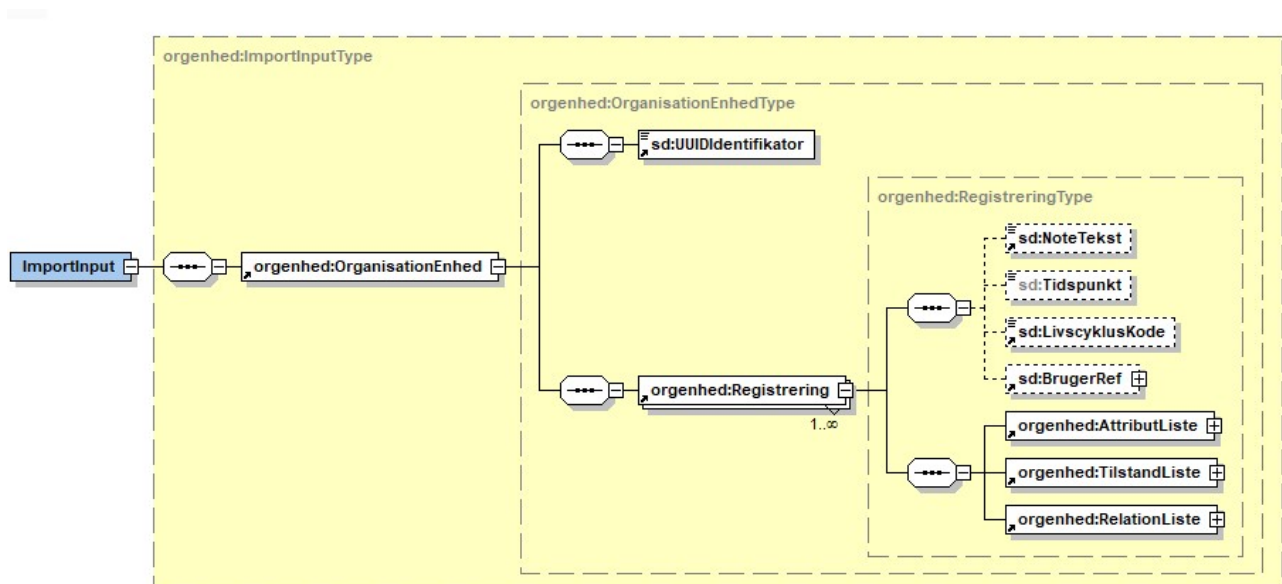 orgenhed:ImportInputType
orgenhed:OrganisationEnhedType
sd:UUIDIdentifikator
orgenhed:RegistreringType
sd:NoteTekst
ImportInput
orgenhed:OrganisationEnhed
sd:Tidspunkt
sd:LivscyklusKode
sd:BrugerRef
orgenhed:Registrering
1..∞
orgenhed:AttributListe
orgenhed:TilstandListe
orgenhed:RelationListe